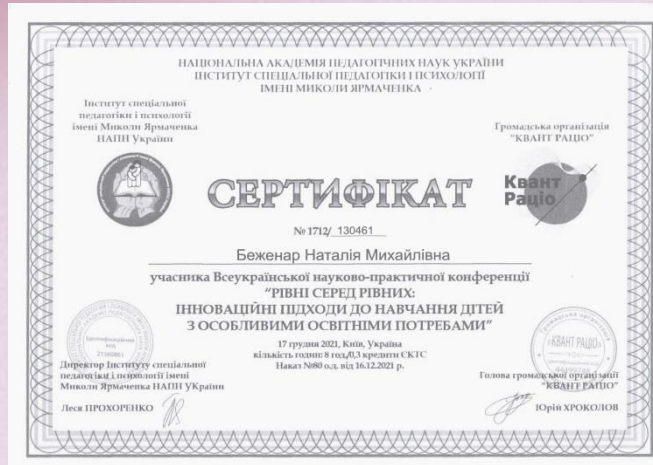 НАЦІОНАЛЬНА АКАДЕМІЯ ПЕДАГОГІЧНИХ НАУК УКРАЇНИ
ІНСТИТУТ СПЕЦІАЛЬНОЇ ПЕДАГОГІКИ І ПСИХОЛОГІЇ
ІМЕНІ МИКОЛИ ЯРМАЧЕНКА
Інститут спеціальної
педагогіки і психології
імені Миколи Ярмаченка
НАПН України
Громадська організація
"КВАНТ РАЦІО"
Квант
Раціо
СЕРТИФІКАТ
№ 1712/ 130461
Беженар Наталія Михайлівна
учасника Всеукраїнської науково-практичної конференції
"РІВНІ СЕРЕД РІВНИХ:
ІННОВАЦІЙНІ ПІДХОДИ ДО НАВЧАННЯ ДІТЕЙ
З ОСОБЛИВИМИ ОСВІТНІМИ ПОТРЕБАМИ"
17 грудня 2021, Київ, Україна
кількість годин: 8 год./0,3 кредити ЄКТС
Наказ №80 о.д. від 16.12.2021 р.
Директор Інституту спеціальної
педагогіки і психології імені
Миколи Ярмаченка НАПН України
Леся ПРОХОРЕНКО
«КВАНТ РАЦІО»
Голова громадської організації
"КВАНТ РАЦІО"
Юрій ХРОКОЛОВ